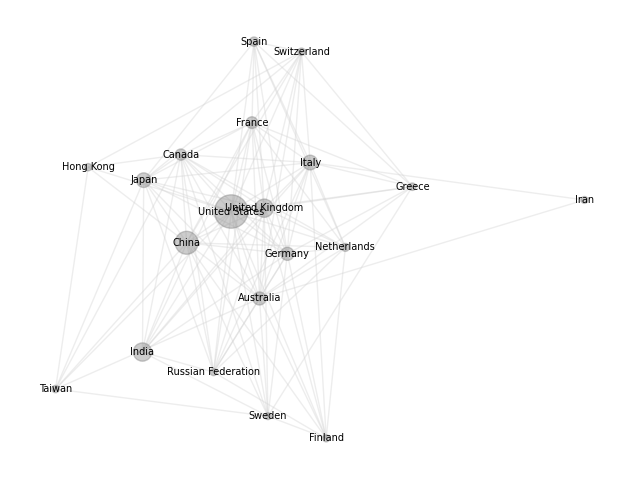 Spain
Switzerland
France
Canada
Italy
Hong Kong
Japan
Greece
Iran
United Kingdom
United States
China
Netherlands
Germany
Australia
India
Russian Federation
Taiwan
Sweden
Finland